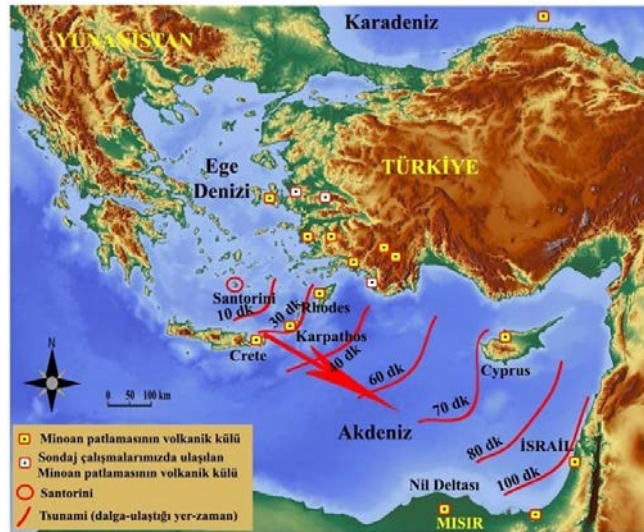 Karadeniz
YUNANİSTAN
Ege
Denizi
TÜRKİYE
Santorini
10 dk
30 dk
Rhodes
Karpathos
Crete
40 dk
60 dk
Cyprus
70 dk
Akdeniz
80 dk
İSRAİL
100 dk
Nil Deltası
MISIR
N
0 50 100 km
Minoan patlamasının volkanik külü
Sondaj çalışmalarımızda ulaşılan
Minoan patlamasının volkanik külü
Santorini
Tsunami (dalga-ulaştığı yer-zaman)